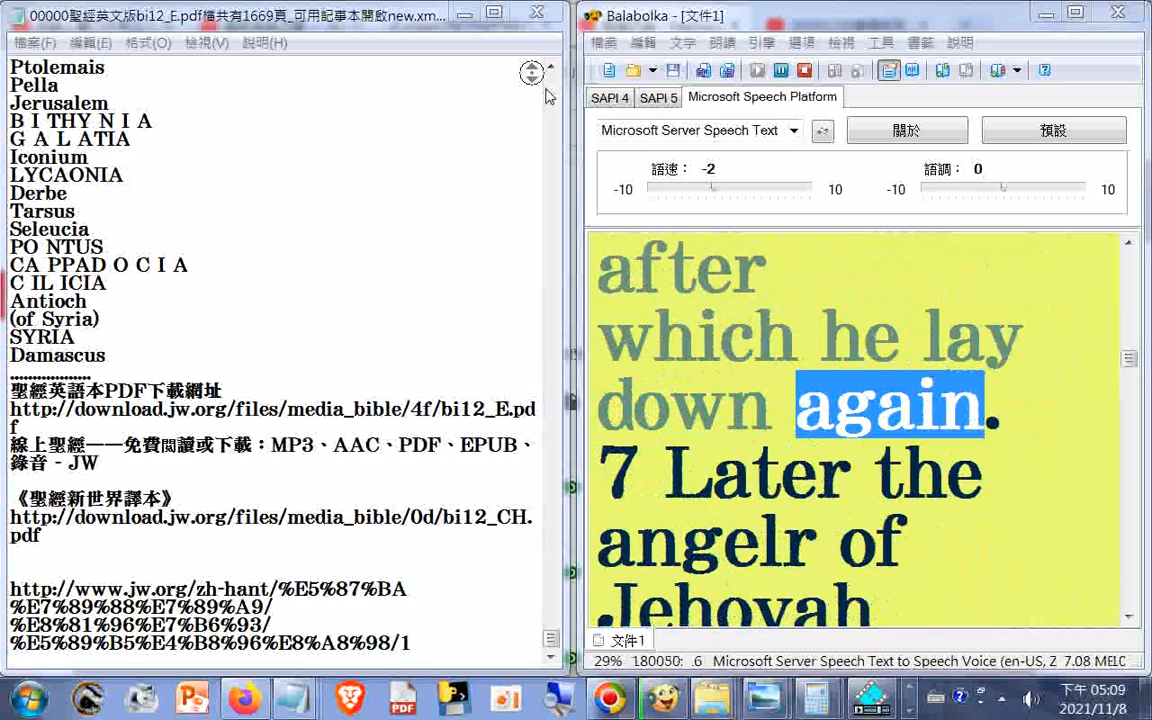 00000聖經英文版bi12_E.pdf檔共有1669頁_可用記事本開啟new.xm...
檔案(F) 編輯(E) 格式(O) 檢視(V) 說明(H)
Ptolemais
Pella
Jerusalem
B I THY N I A
G A L ATIA
Iconium
LYCAONIA
Derbe
Tarsus
Seleucia
PO NTUS
CA PPAD O C I A
C IL ICIA
Antioch
(of Syria)
SYRIA
Damascus
..................
聖經英語本PDF下載網址
http://download.jw.org/files/media_bible/4f/bi12_E.pd
f
線上聖經——免費閱讀或下載：MP3、AAC、PDF、EPUB、
錄音 - JW
《聖經新世界譯本》
http://download.jw.org/files/media_bible/0d/bi12_CH.
pdf
http://www.jw.org/zh-hant/%E5%87%BA
%E7%89%88%E7%89%A9/
%E8%81%96%E7%B6%93/
%E5%89%B5%E4%B8%96%E8%A8%98/1
Balabolka - [文件1]
檔案 編輯 文字 朗讀 引擎 選項 檢視 工具 書籤 說明
SAPI 4 SAPI 5 Microsoft Speech Platform
Microsoft Server Speech Text 關於 預設
語速： -2 語調： 0
-10 10 -10 10
after
which he lay
down again.
7 Later the
angelr of
Jehovah
文件1
29% 180050: .6 Microsoft Server Speech Text to Speech Voice (en-US, Z 7.08 MELC
PDF
下午 05:09
2021/11/8